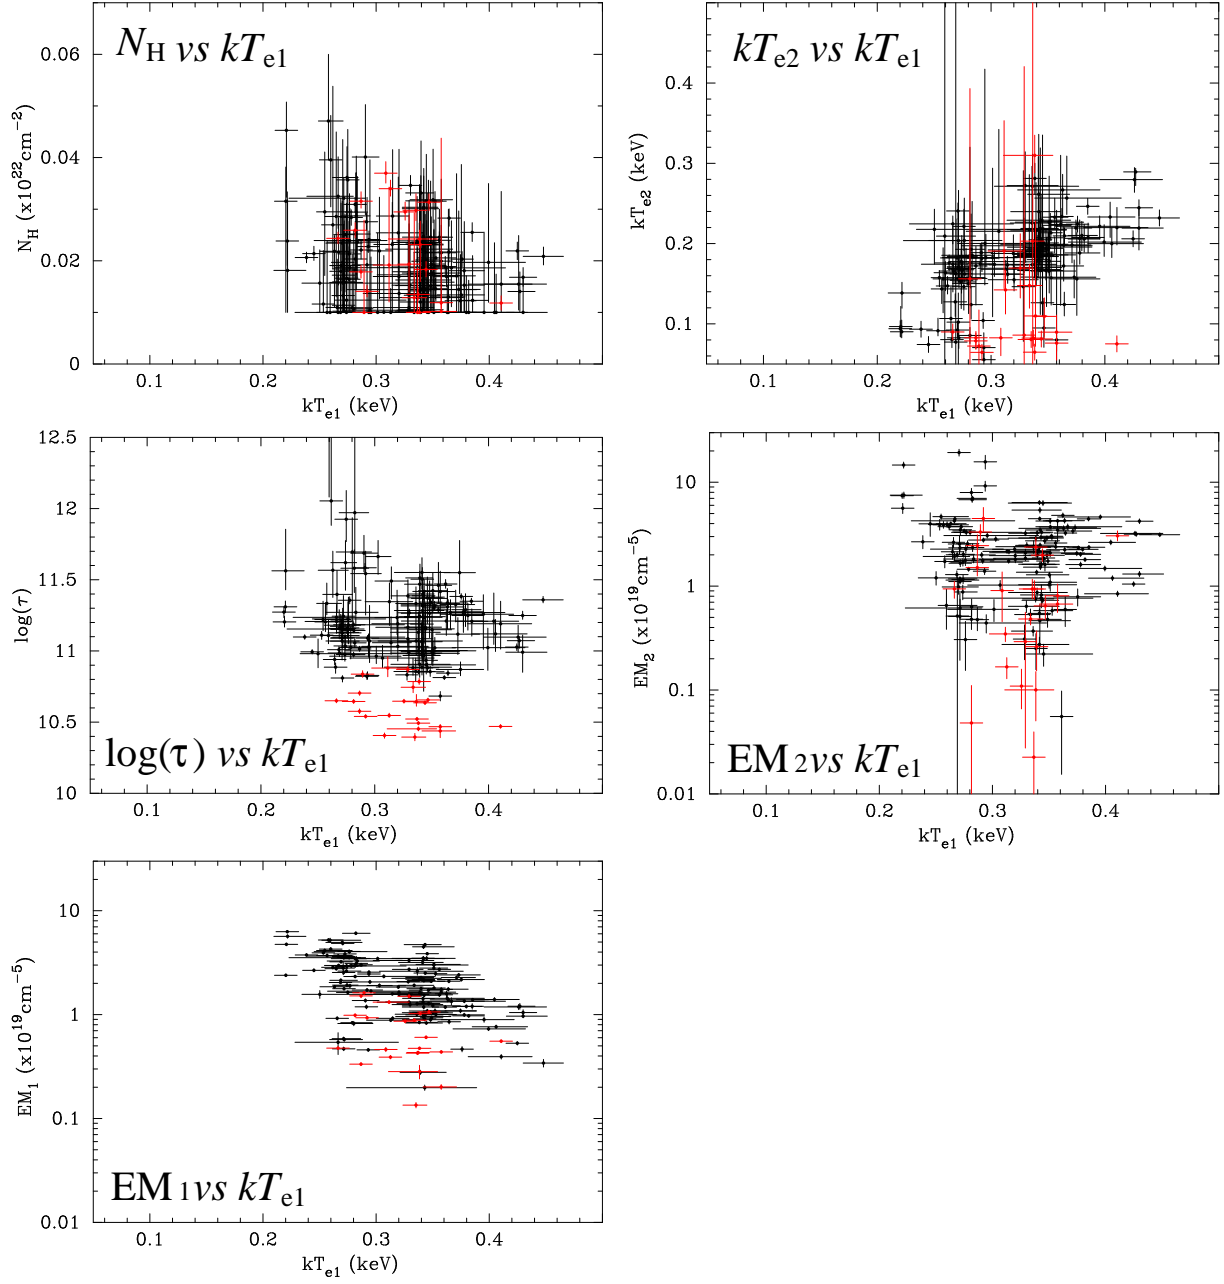 N_H vs kT_e1
0.06
0.04
0.02
0
N_H (x10^22cm^−2)
0.1 0.2 0.3 0.4
kT_e1 (keV)
kT_e2 vs kT_e1
0.4
0.3
0.2
0.1
kT_e2 (keV)
0.1 0.2 0.3 0.4
kT_e1 (keV)
12.5
12
11.5
11
10.5
10
log(τ)
log(τ) vs kT_e1
0.1 0.2 0.3 0.4
kT_e1 (keV)
10
1
0.1
0.01
EM_2 (x10^19cm^−5)
EM 2 vs kT_e1
0.1 0.2 0.3 0.4
kT_e1 (keV)
10
1
0.1
0.01
EM_1 (x10^19cm^−5)
EM 1 vs kT_e1
0.1 0.2 0.3 0.4
kT_e1 (keV)